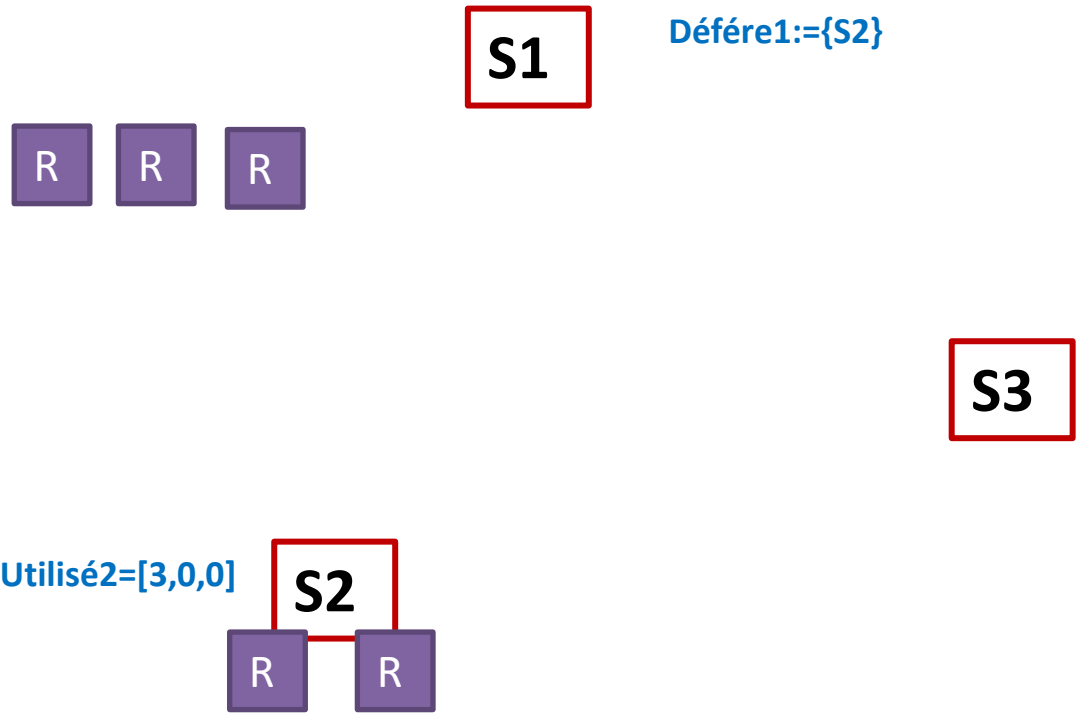 S1
Défére1:={S2}
R R R
S3
Utilisé2=[3,0,0]
S2
R R